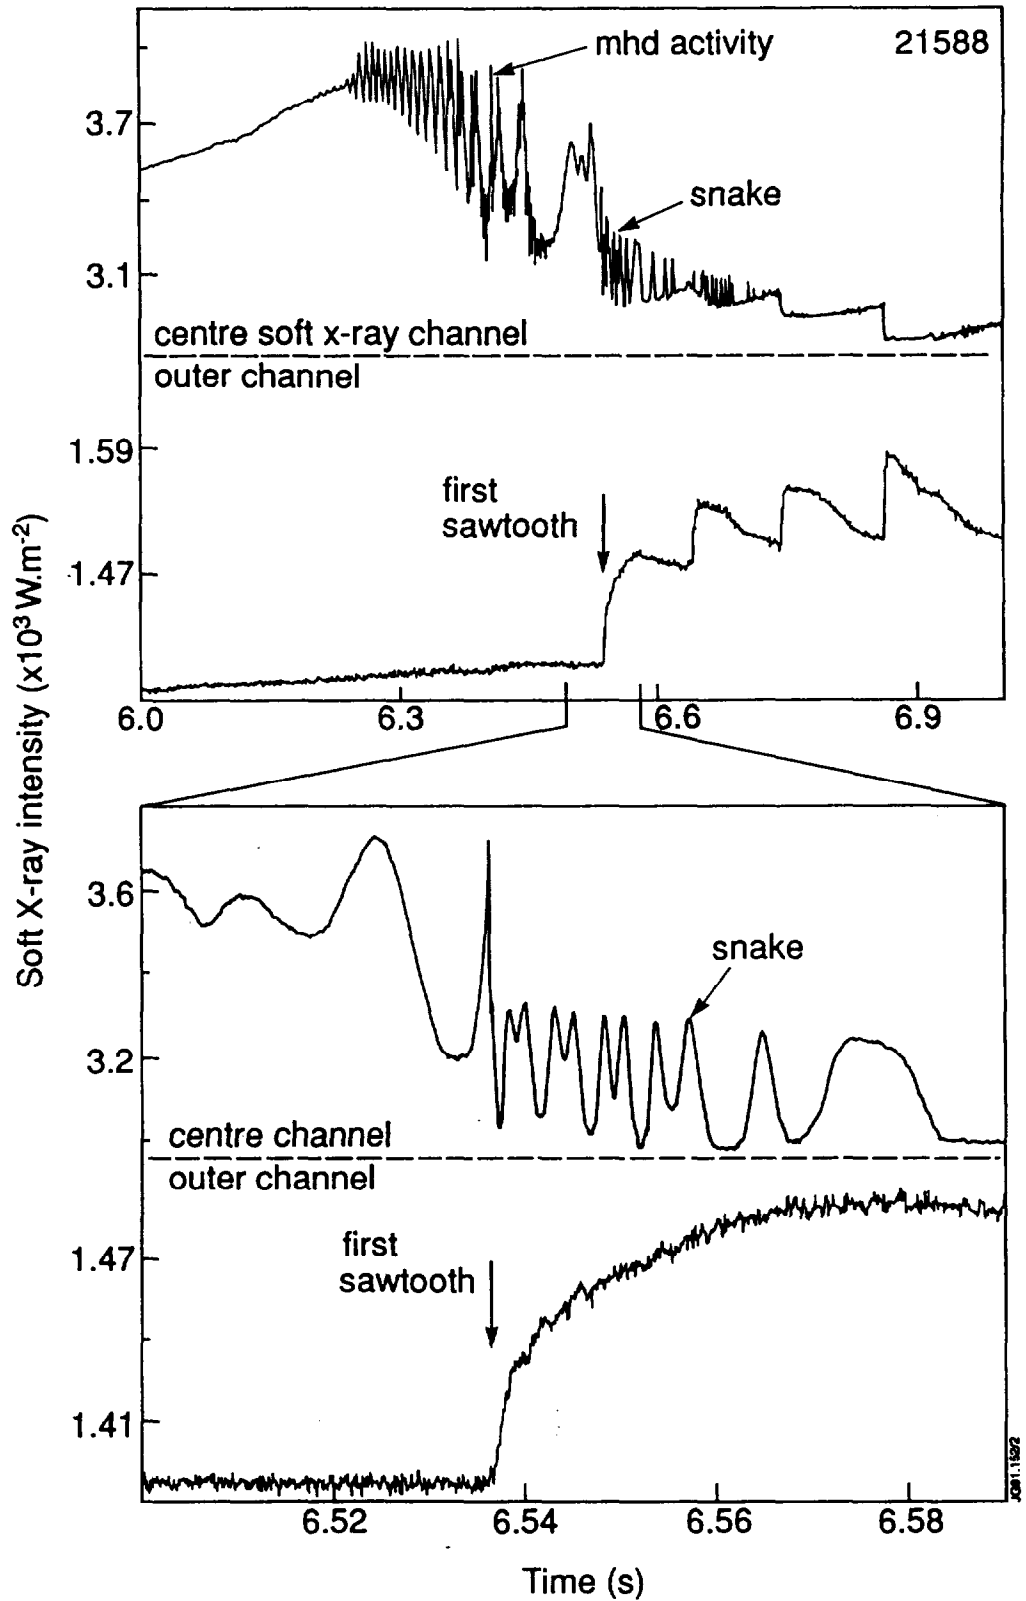 mhd activity
21588
3.7
snake
3.1
centre soft x-ray channel
outer channel
1.59
first
sawtooth
1.47
6.0
6.3
6.6
6.9
Soft X-ray intensity (x10³ W.m⁻²)
3.6
snake
3.2
centre channel
outer channel
first
sawtooth
1.47
1.41
6.52
6.54
6.56
6.58
Time (s)
JG91.152/2